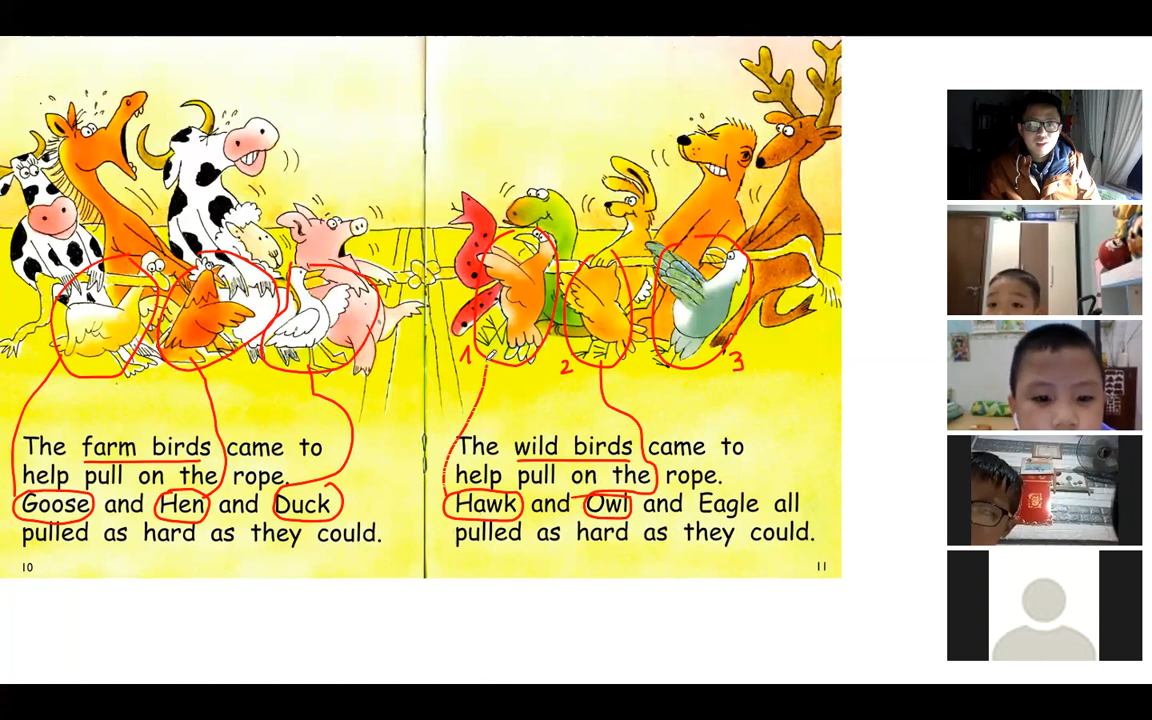 The farm birds came to
help pull on the rope.
Goose and Hen and Duck
pulled as hard as they could.
10
1
2
3
The wild birds came to
help pull on the rope.
Hawk and Owl and Eagle all
pulled as hard as they could.
11